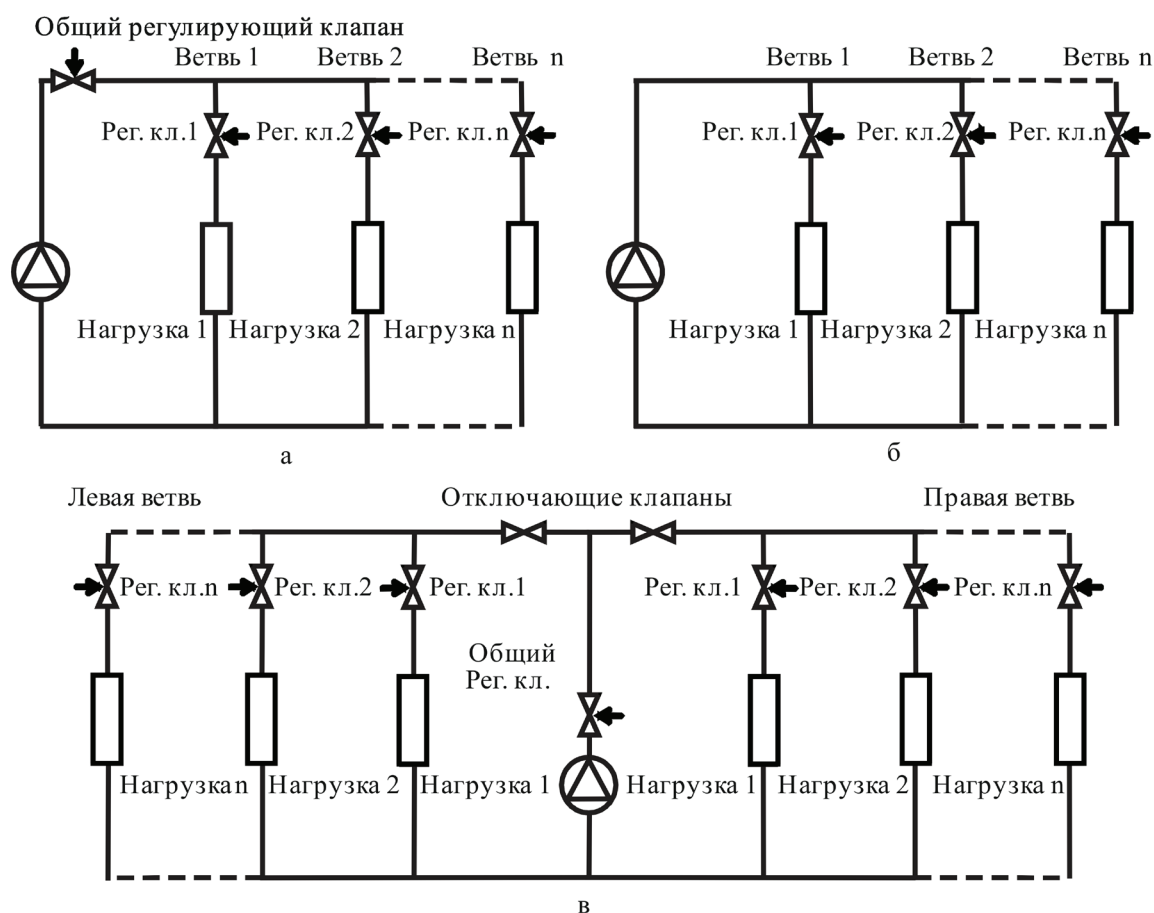 Общий регулирующий клапан
Ветвь 1
Ветвь 2
Ветвь n
Рег. кл.1
Рег. кл.2
Рег. кл.n
Нагрузка 1
Нагрузка 2
Нагрузка n
а
Ветвь 1
Ветвь 2
Ветвь n
Рег. кл.1
Рег. кл.2
Рег. кл.n
Нагрузка 1
Нагрузка 2
Нагрузка n
б
Левая ветвь
Отключающие клапаны
Правая ветвь
Рег. кл.n
Рег. кл.2
Рег. кл.1
Рег. кл.1
Рег. кл.2
Рег. кл.n
Общий
Рег. кл.
Нагрузка n
Нагрузка 2
Нагрузка 1
Нагрузка 1
Нагрузка 2
Нагрузка n
в